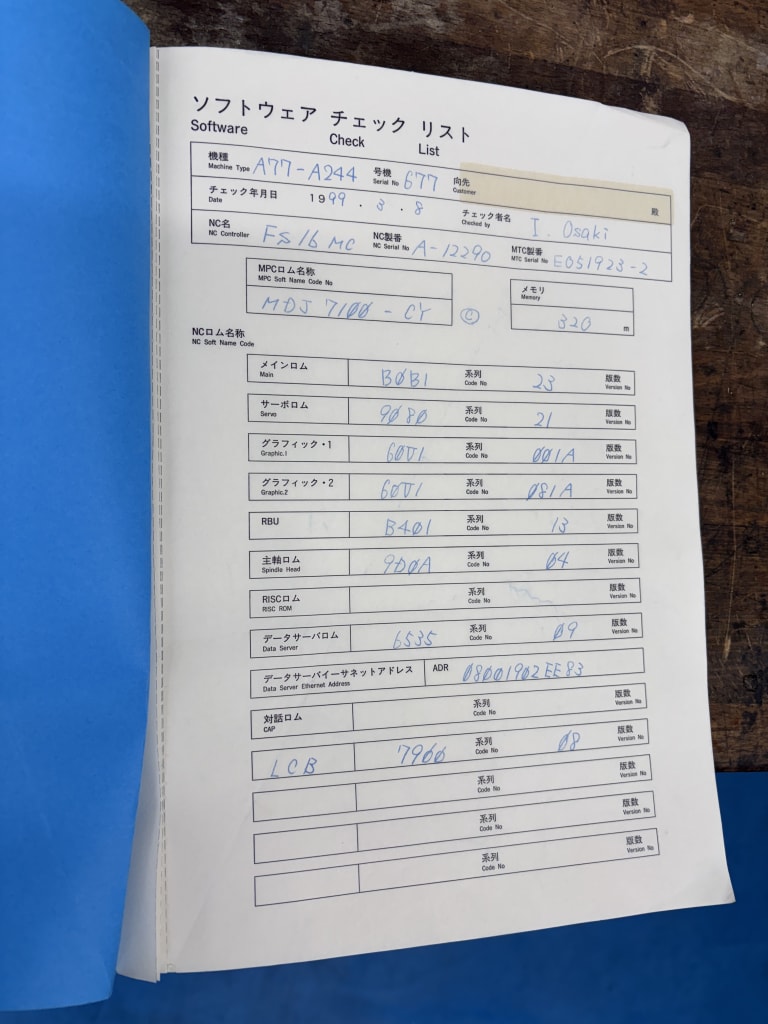 ソフトウェア チェック リスト
Software Check List
機種 A77-A244 号機 677 向先
Machine Type Serial No Customer 殿
チェック年月日 1999 . 3 . 8 チェック者名 I. Osaki
Date Checked by
NC名 FS16MC NC製番 A-12290 MTC製番 E051923-2
NC Controller NC Serial No MTC Serial No
MPCロム名称 メモリ
MPC Soft Name Code No Memory
MDJ 7100-CY C 320 m
NCロム名称
NC Soft Name Code
メインロム B0B1 系列 23 版数
Main Code No Version No
サーボロム 9080 系列 21 版数
Servo Code No Version No
グラフィック・1 系列 001A 版数
Graphic.1 Code No Version No
グラフィック・2 系列 081A 版数
Graphic.2 Code No Version No
RBU B401 系列 13 版数
Code No Version No
主軸ロム 9D0A 系列 04 版数
Spindle Head Code No Version No
RISCロム 系列 版数
RISC ROM Code No Version No
データサーバロム 6535 系列 09 版数
Data Server Code No Version No
データサーバイーサネットアドレス ADR 08001902EE83
Data Server Ethernet Address
対話ロム 系列 版数
CAP Code No Version No
LCB 7900 系列 08 版数
Code No Version No
系列 版数
Code No Version No
系列 版数
Code No Version No
系列 版数
Code No Version No